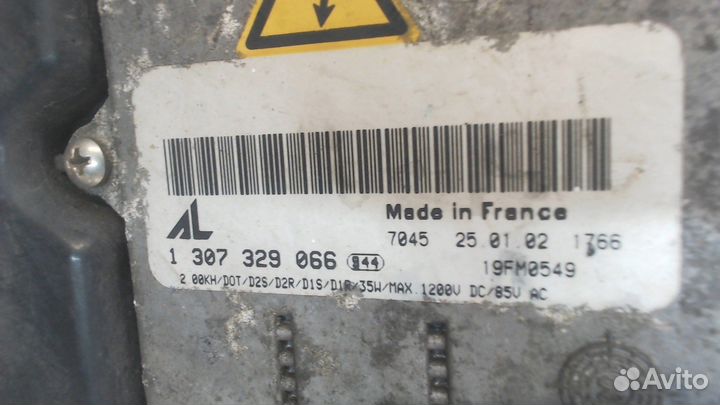 AL
Made in France
7045 25.01.02 1766
1 307 329 066 944
19FM0549
2 00KH/DOT/D2S/D2R/D1S/D1R/35W/MAX.1200V DC/85V AC
Avito